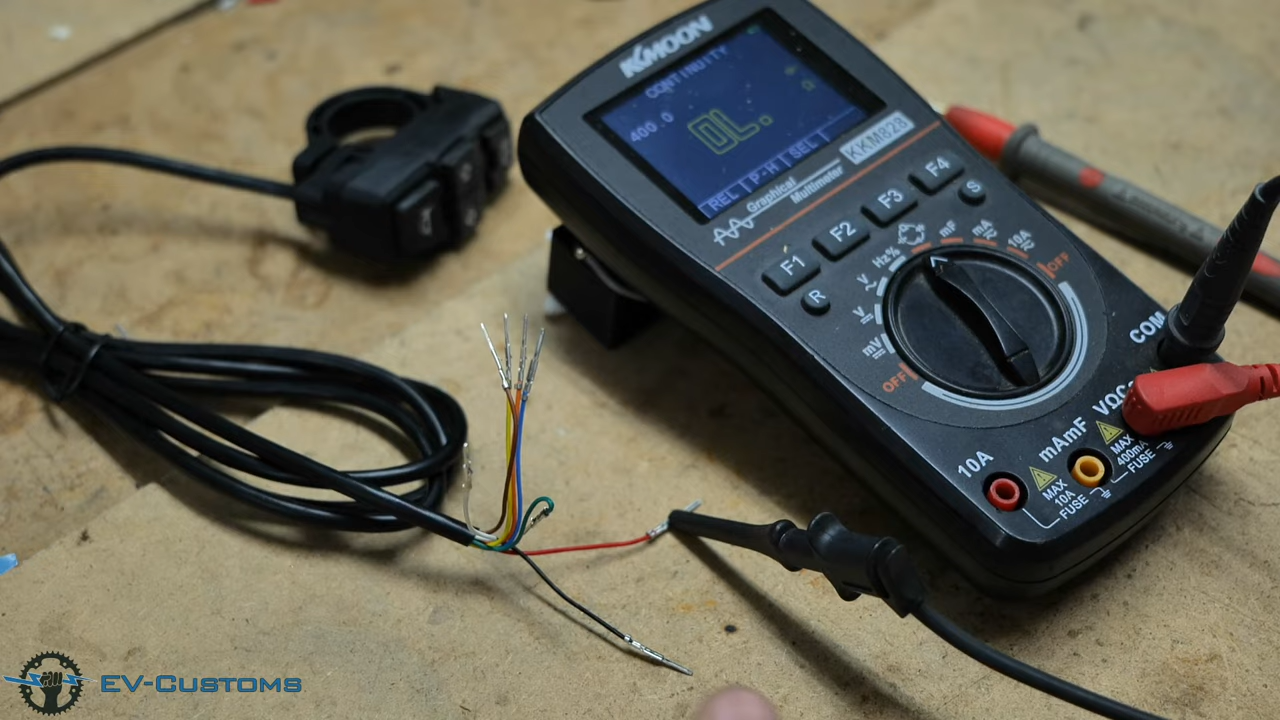 KKMOON
CONTINUITY
400.0
OL.
REL
P-H
SEL
Graphical
Multimeter
KKM828
F1
F2
F3
F4
R
S
OFF
mV
V
V
Hz%
mF
mA
10A
OFF
COM
10A
mAmF
MAX
10A
FUSE
MAX
400mA
FUSE
EV-Customs